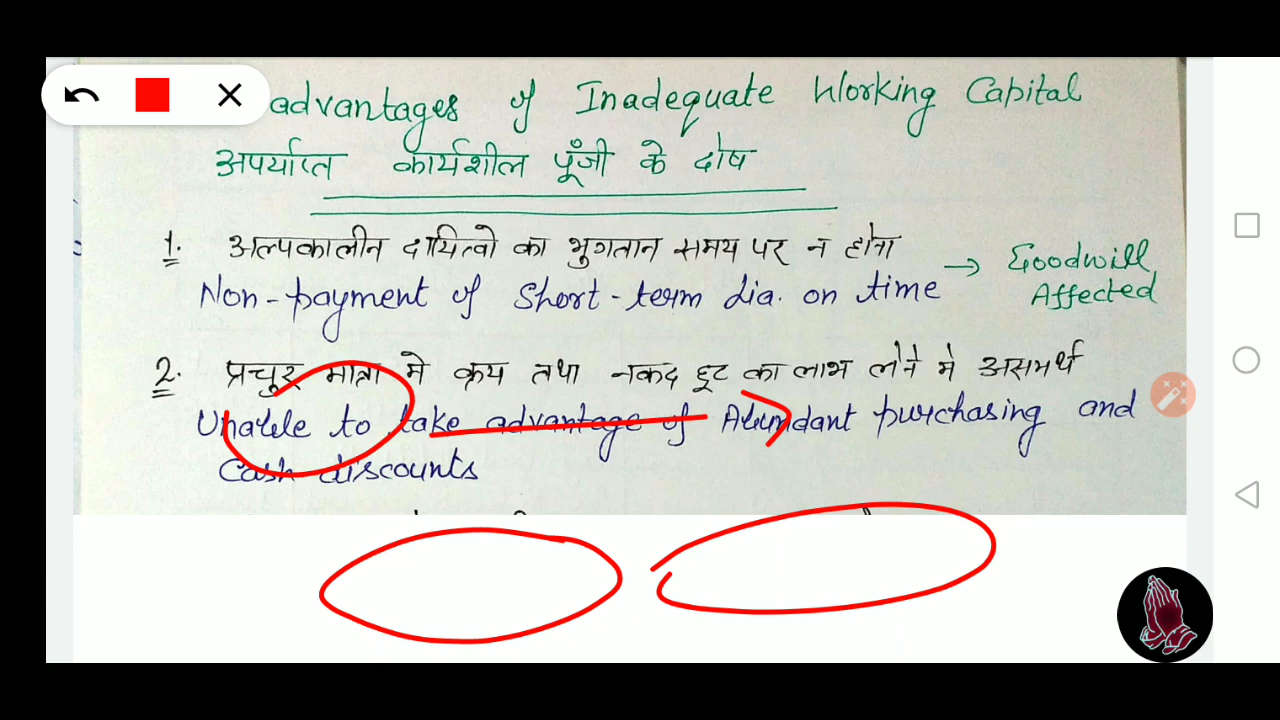 advantages of Inadequate Working Capital
अपर्याप्त कार्यशील पूँजी के दोष
1. अल्पकालीन दायित्वो का भुगतान समय पर न होना
Non-payment of Short-term Lia. on time → Goodwill Affected
2. प्रचुर मात्रा मे क्रय तथा नकद छूट का लाभ लेने मे असमर्थ
Unable to take advantage of Abundant purchasing and
Cash discounts